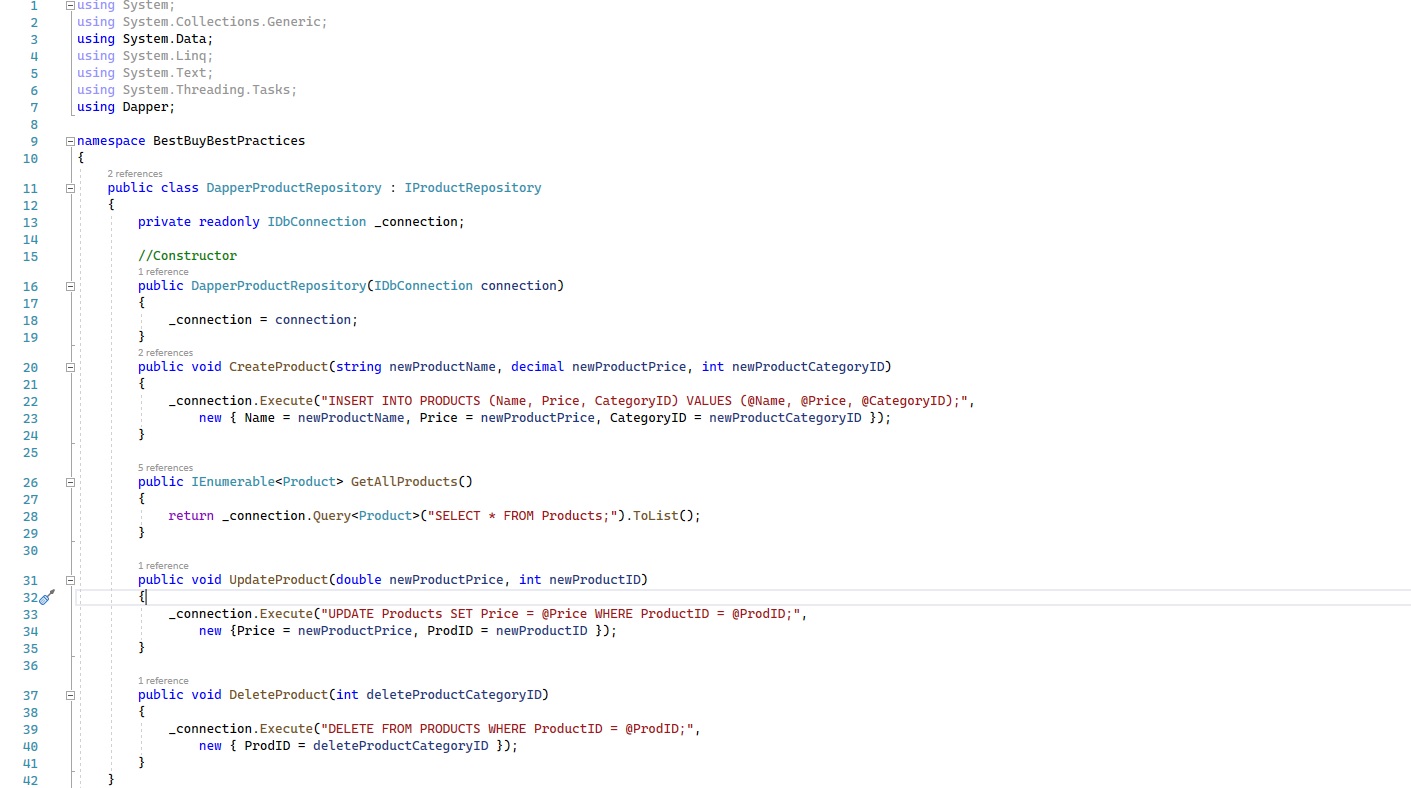 1 using System;
2 using System.Collections.Generic;
3 using System.Data;
4 using System.Linq;
5 using System.Text;
6 using System.Threading.Tasks;
7 using Dapper;
8
9 namespace BestBuyBestPractices
10 {
2 references
11 public class DapperProductRepository : IProductRepository
12 {
13 private readonly IDbConnection _connection;
14
15 //Constructor
1 reference
16 public DapperProductRepository(IDbConnection connection)
17 {
18 _connection = connection;
19 }
2 references
20 public void CreateProduct(string newProductName, decimal newProductPrice, int newProductCategoryID)
21 {
22 _connection.Execute("INSERT INTO PRODUCTS (Name, Price, CategoryID) VALUES (@Name, @Price, @CategoryID);",
23 new { Name = newProductName, Price = newProductPrice, CategoryID = newProductCategoryID });
24 }
25
5 references
26 public IEnumerable<Product> GetAllProducts()
27 {
28 return _connection.Query<Product>("SELECT * FROM Products;").ToList();
29 }
30
1 reference
31 public void UpdateProduct(double newProductPrice, int newProductID)
32 {
33 _connection.Execute("UPDATE Products SET Price = @Price WHERE ProductID = @ProdID;",
34 new {Price = newProductPrice, ProdID = newProductID });
35 }
36
1 reference
37 public void DeleteProduct(int deleteProductCategoryID)
38 {
39 _connection.Execute("DELETE FROM PRODUCTS WHERE ProductID = @ProdID;",
40 new { ProdID = deleteProductCategoryID });
41 }
42 }